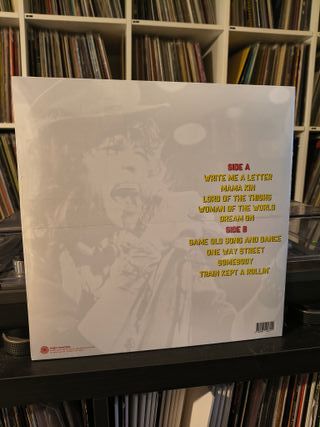 SIDE A
WRITE ME A LETTER
MAMA KIN
LORD OF THE THIGHS
WOMAN OF THE WORLD
DREAM ON
SIDE B
SAME OLD SONG AND DANCE
ONE WAY STREET
SOMEBODY
TRAIN KEPT A ROLLIN'